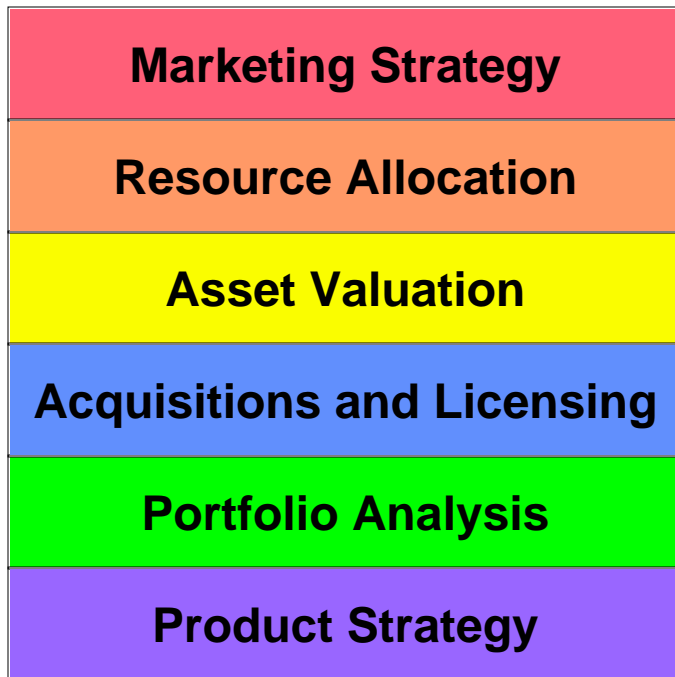 Marketing Strategy
Resource Allocation
Asset Valuation
Acquisitions and Licensing
Portfolio Analysis
Product Strategy